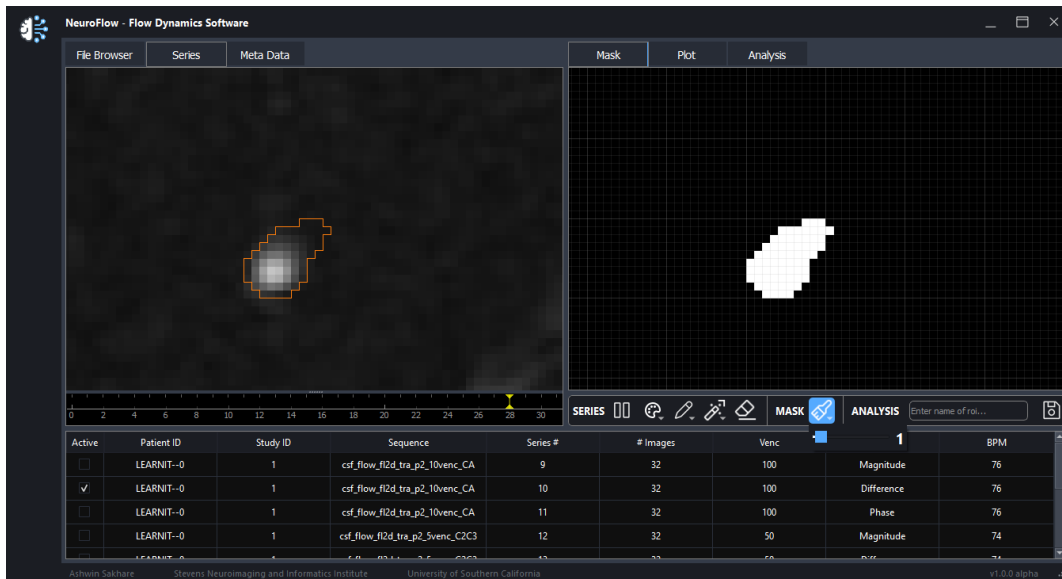 NeuroFlow - Flow Dynamics Software
File Browser Series Meta Data
Mask Plot Analysis
0 2 4 6 8 10 12 14 16 18 20 22 24 26 28 30
SERIES MASK ANALYSIS Enter name of roi...
1
Active Patient ID Study ID Sequence Series # # Images Venc BPM
LEARNIT--0 1 csf_flow_fl2d_tra_p2_10venc_CA 9 32 100 Magnitude 76
LEARNIT--0 1 csf_flow_fl2d_tra_p2_10venc_CA 10 32 100 Difference 76
LEARNIT--0 1 csf_flow_fl2d_tra_p2_10venc_CA 11 32 100 Phase 76
LEARNIT--0 1 csf_flow_fl2d_tra_p2_5venc_C2C3 12 32 50 Magnitude 74
Ashwin Sakhare Stevens Neuroimaging and Informatics Institute University of Southern California v1.0.0 alpha